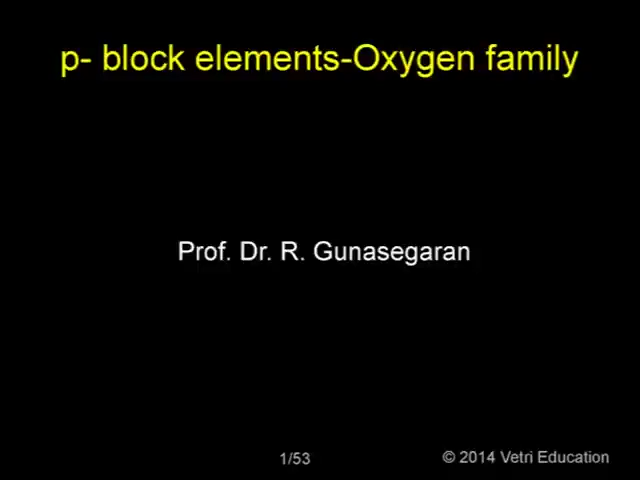 p- block elements-Oxygen family
Prof. Dr. R. Gunasegaran
1/53
© 2014 Vetri Education